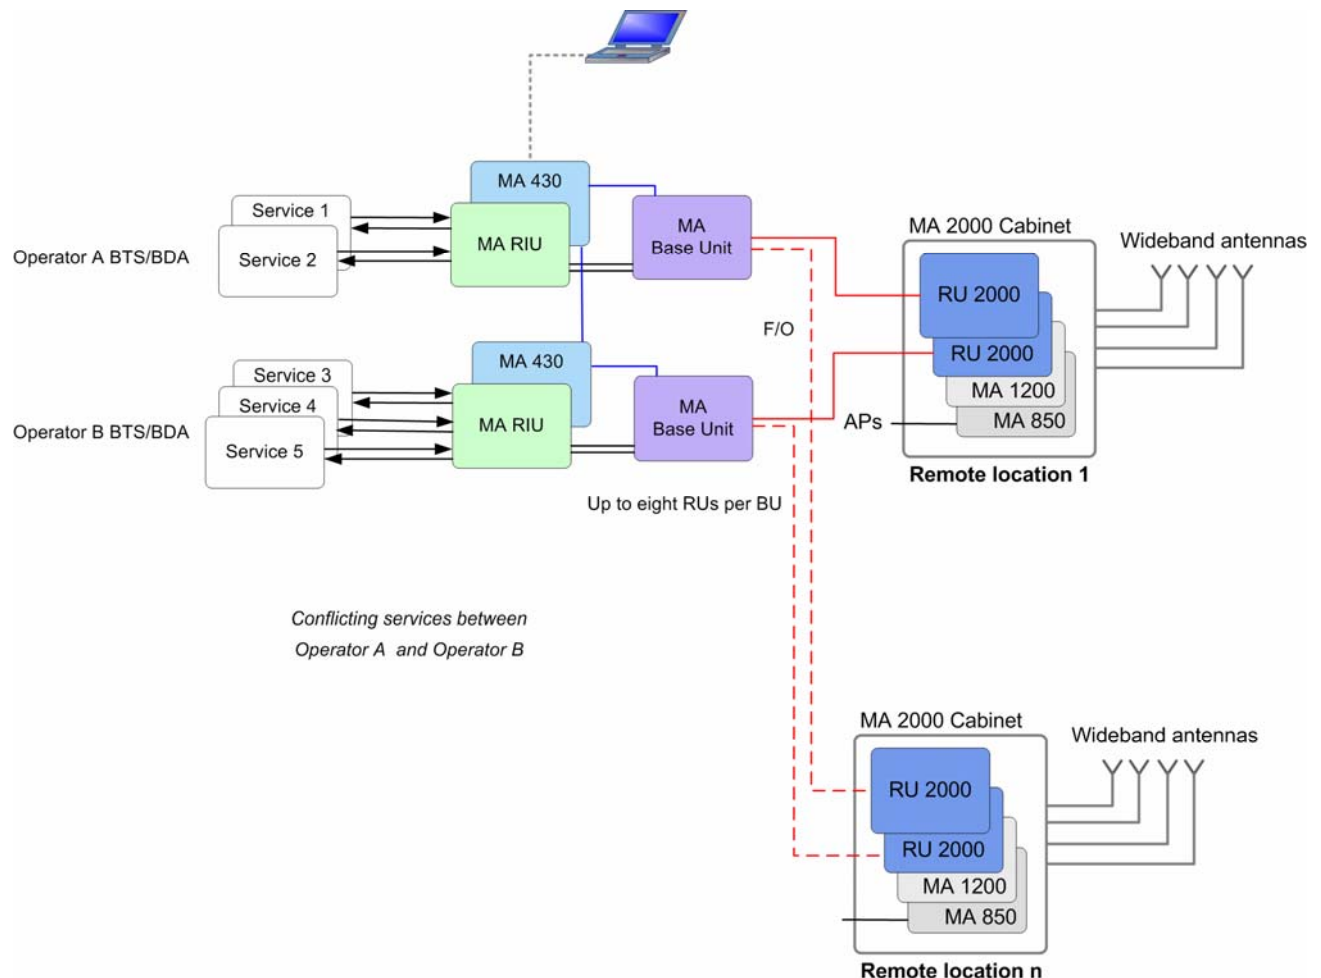 MA 430
Service 1
MA RIU
MA
Base Unit
Operator A BTS/BDA
Service 2
MA 2000 Cabinet
Wideband antennas
RU 2000
F/O
RU 2000
MA 1200
MA 850
APs
Remote location 1
MA 430
Service 3
Service 4
MA RIU
MA
Base Unit
Operator B BTS/BDA
Service 5
Up to eight RUs per BU
Conflicting services between
Operator A and Operator B
MA 2000 Cabinet
Wideband antennas
RU 2000
RU 2000
MA 1200
MA 850
Remote location n